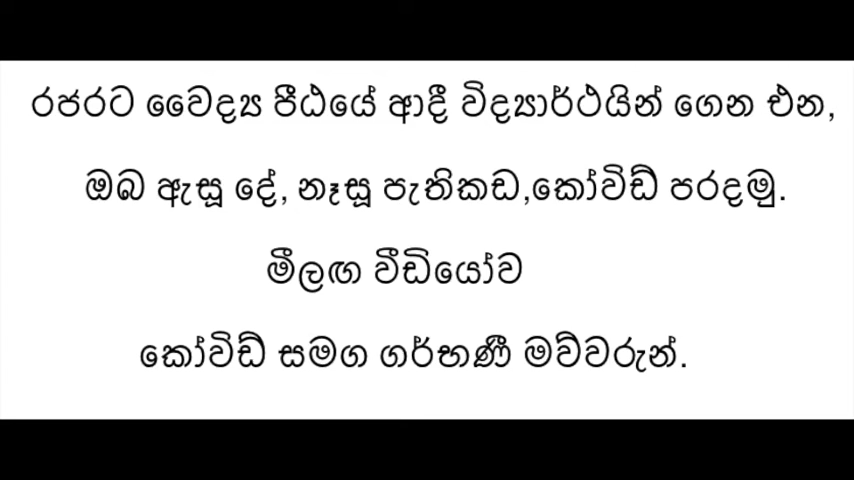 රජරට වෛද්‍ය පීඨයේ ආදී විද්‍යාර්ථයින් ගෙන එන,
ඔබ ඇසූ දේ, නෑසූ පැතිකඩ,කෝවිඩ් පරදමු.
මීලඟ වීඩියෝව
කෝවිඩ් සමග ගර්භණී මව්වරුන්.